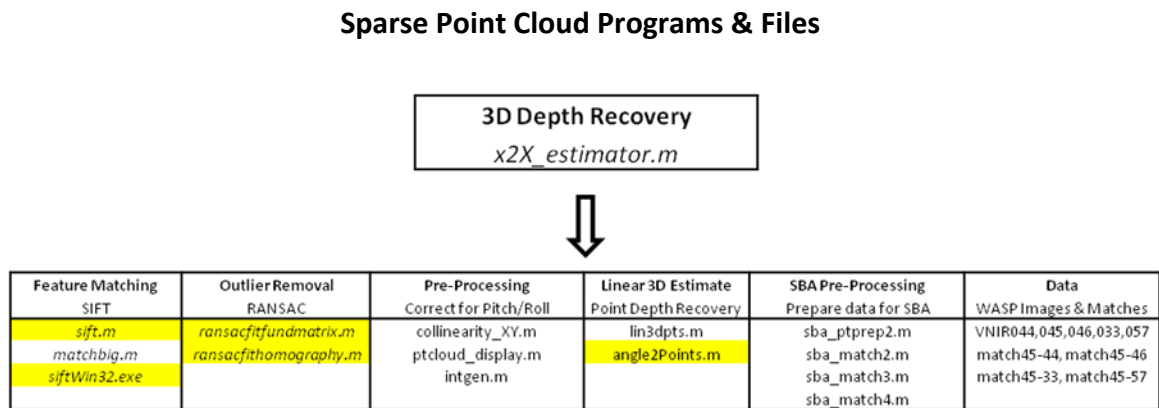 Sparse Point Cloud Programs & Files
3D Depth Recovery
x2X_estimator.m
Feature Matching Outlier Removal Pre-Processing Linear 3D Estimate SBA Pre-Processing Data
SIFT RANSAC Correct for Pitch/Roll Point Depth Recovery Prepare data for SBA WASP Images & Matches
sift.m ransacfitfundmatrix.m collinearity_XY.m lin3dpts.m sba_ptprep2.m VNIR044,045,046,033,057
matchbig.m ransacfithomography.m ptcloud_display.m angle2Points.m sba_match2.m match45-44, match45-46
siftWin32.exe intgen.m sba_match3.m match45-33, match45-57
sba_match4.m